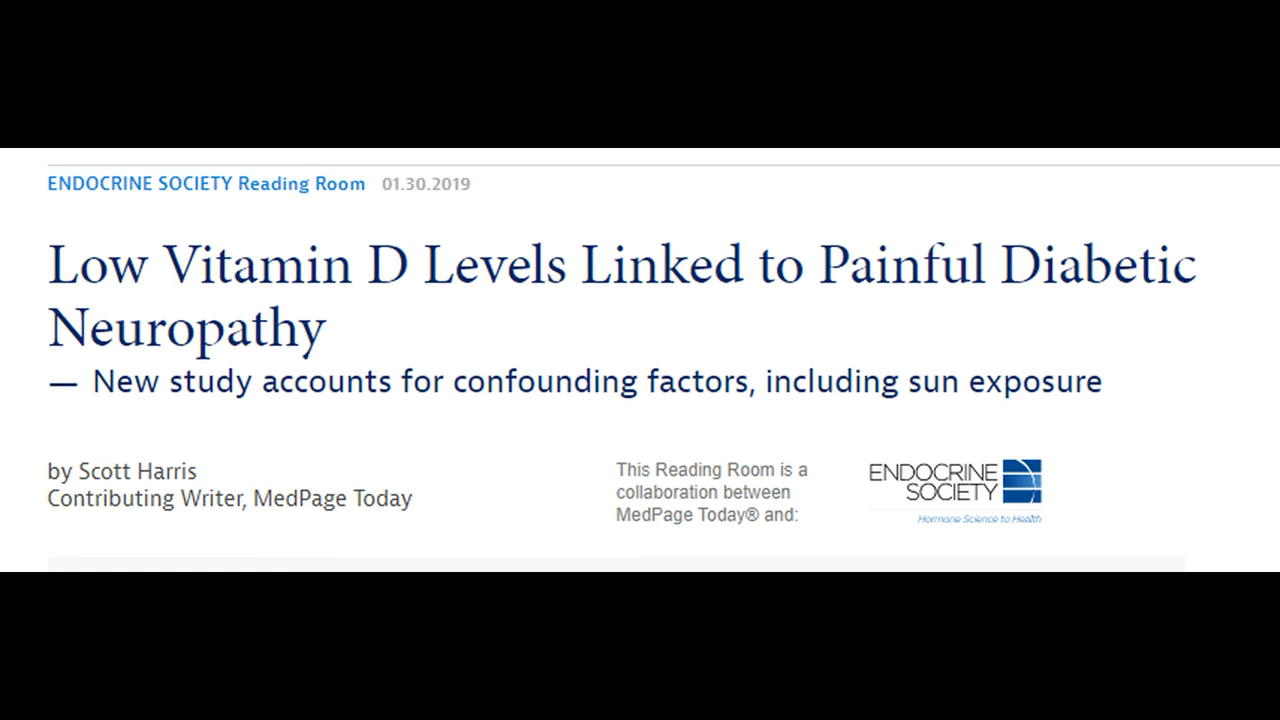 ENDOCRINE SOCIETY Reading Room 01.30.2019
Low Vitamin D Levels Linked to Painful Diabetic
Neuropathy
— New study accounts for confounding factors, including sun exposure
by Scott Harris
Contributing Writer, MedPage Today
This Reading Room is a
collaboration between
MedPage Today® and:
ENDOCRINE
SOCIETY
Hormone Science to Health